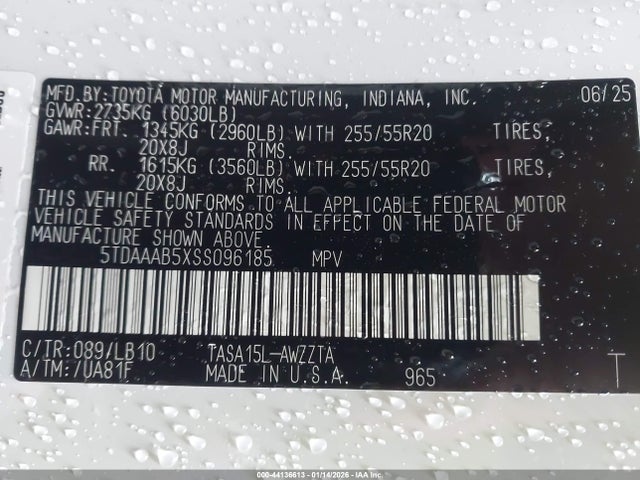 MFD.BY:TOYOTA MOTOR MANUFACTURING, INDIANA, INC. 06/25
GVWR:2735KG (6030LB)
GAWR:FRT. 1345KG (2960LB) WITH 255/55R20 TIRES,
20X8J RIMS.
RR. 1615KG (3560LB) WITH 255/55R20 TIRES,
20X8J RIMS.
THIS VEHICLE CONFORMS TO ALL APPLICABLE FEDERAL MOTOR
VEHICLE SAFETY STANDARDS IN EFFECT ON THE DATE OF
MANUFACTURE SHOWN ABOVE.
5TDAAAB5XSS096185 MPV
C/TR:089/LB10 TASA15L-AWZZTA
A/TM:/UA81F MADE IN U.S.A. 965 T
000-44136613 - 01/14/2026 - IAA Inc.